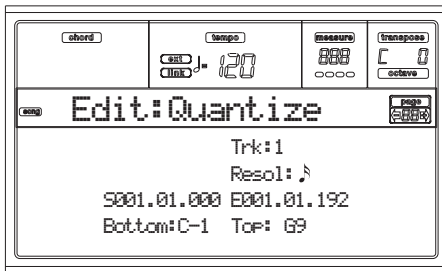 chord tempo measure transpose
ext link ♩= 120 888 C 0
octave
song Edit:Quantize page
Trk:1
Resol:♪
S001.01.000 E001.01.192
Bottom:C-1 Top: G9